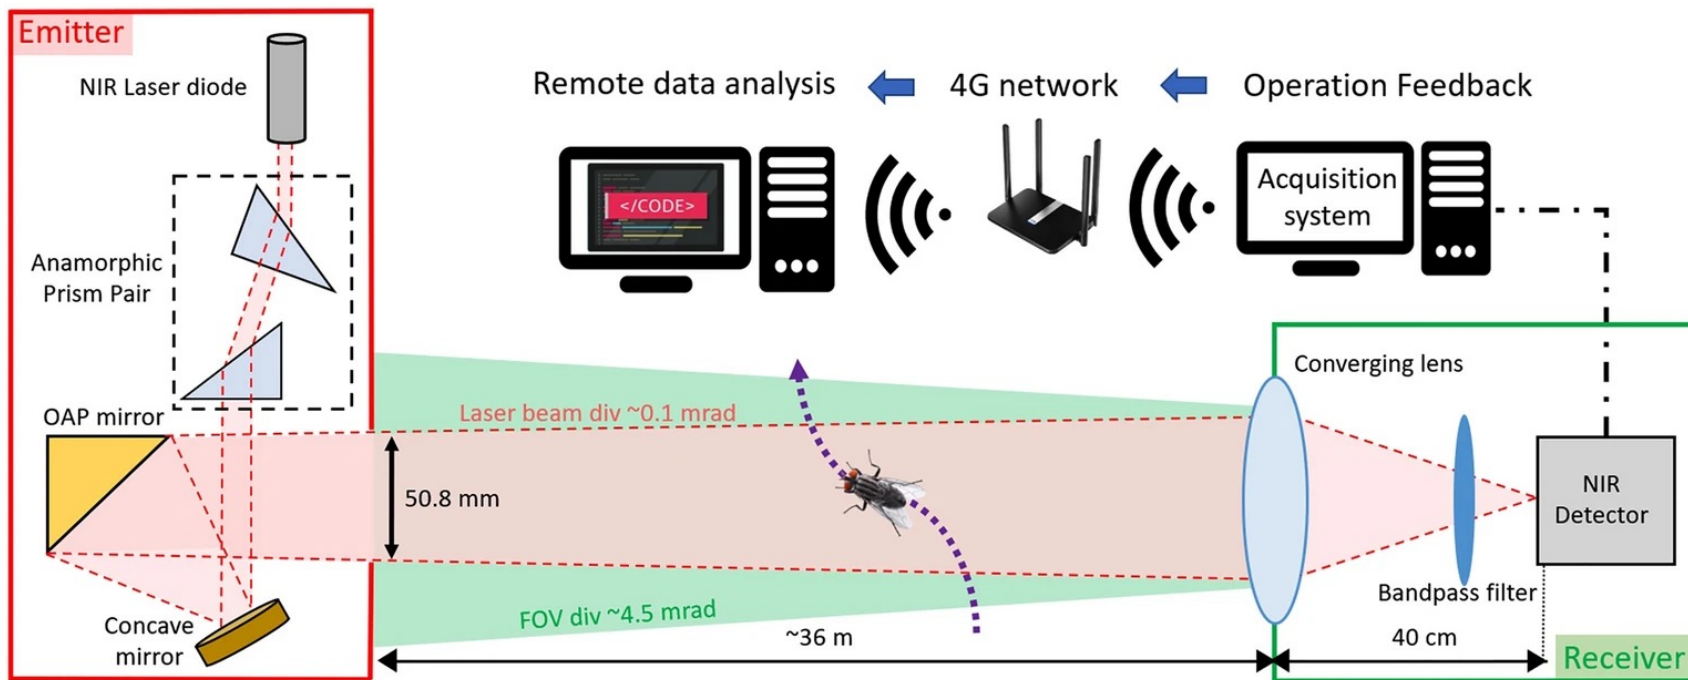 Emitter
NIR Laser diode
Anamorphic
Prism Pair
OAP mirror
Concave
mirror
50.8 mm
Remote data analysis
4G network
Operation Feedback
</CODE>
Acquisition
system
Laser beam div ~0.1 mrad
FOV div ~4.5 mrad
~36 m
Converging lens
NIR
Detector
Bandpass filter
40 cm
Receiver